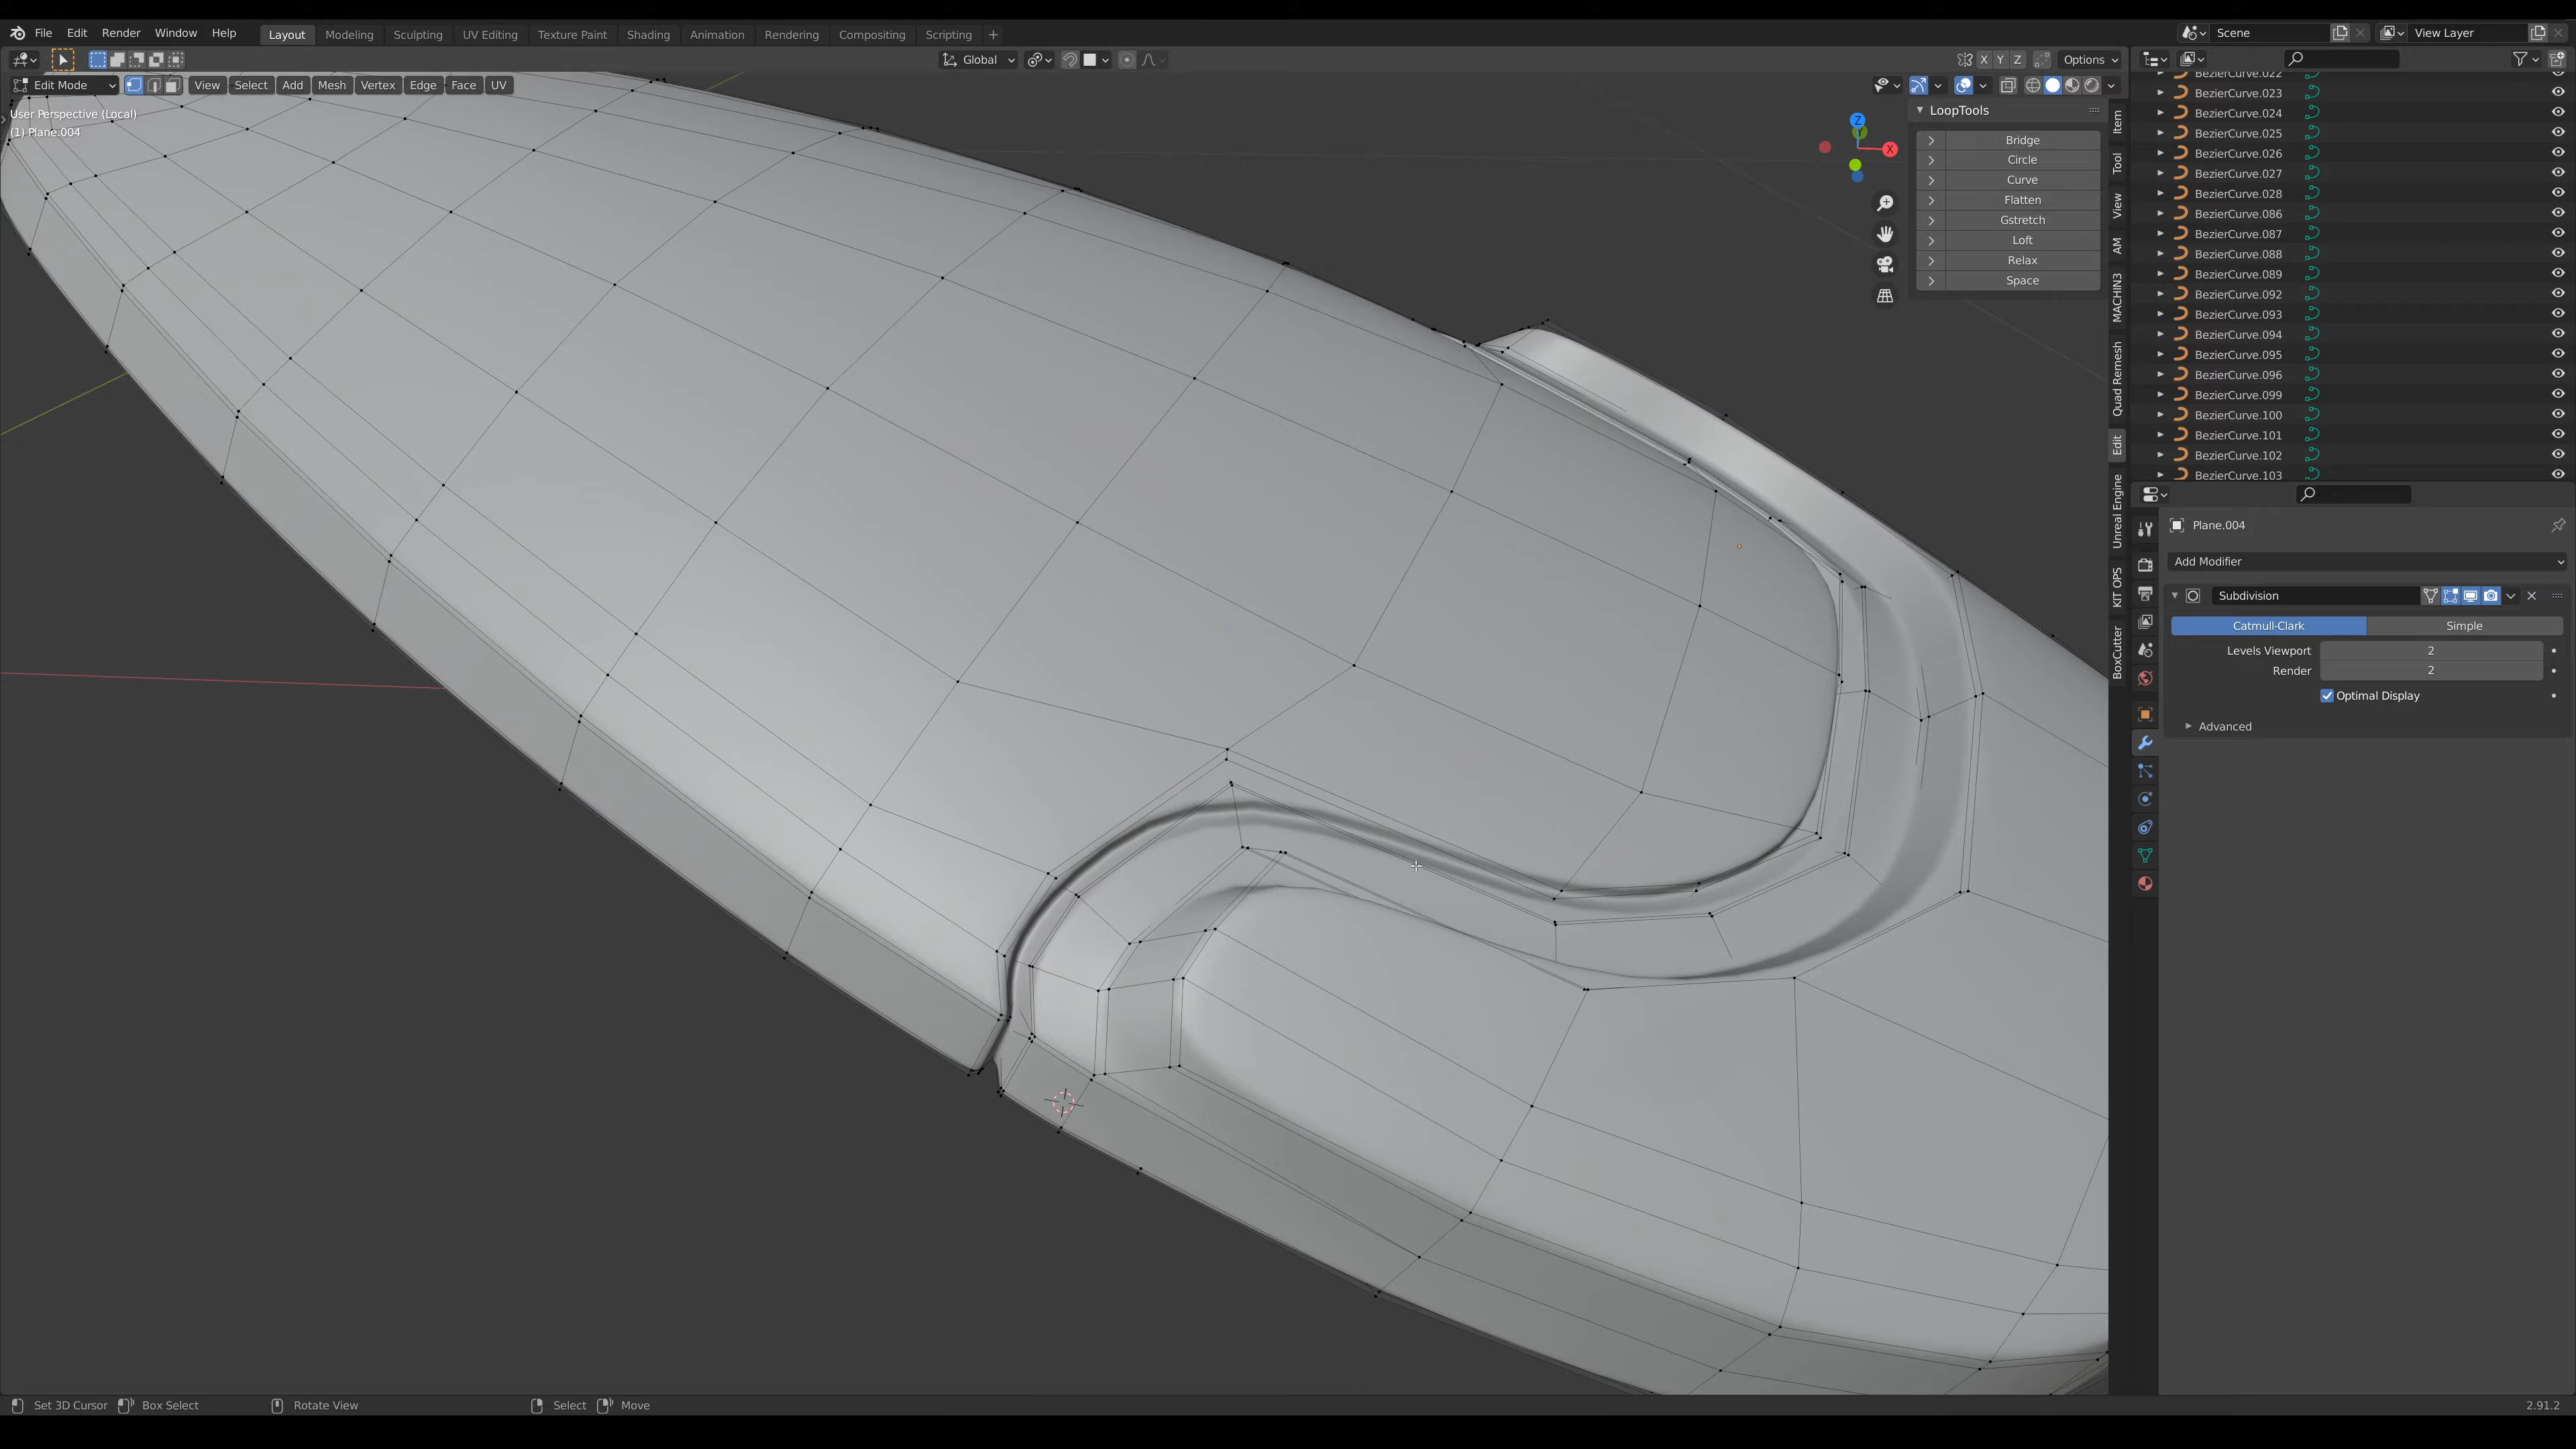 File Edit Render Window Help Layout Modeling Sculpting UV Editing Texture Paint Shading Animation Rendering Compositing Scripting + Scene View Layer
Global X Y Z Options
Edit Mode View Select Add Mesh Vertex Edge Face UV
User Perspective (Local)
(1) Plane.004
Z
X
LoopTools
Bridge
Circle
Curve
Flatten
Gstretch
Loft
Relax
Space
Item
Tool
View
AM
MACHIN3
Quad Remesh
Edit
Unreal Engine
KIT OPS
BoxCutter
BezierCurve.022
BezierCurve.023
BezierCurve.024
BezierCurve.025
BezierCurve.026
BezierCurve.027
BezierCurve.028
BezierCurve.086
BezierCurve.087
BezierCurve.088
BezierCurve.089
BezierCurve.092
BezierCurve.093
BezierCurve.094
BezierCurve.095
BezierCurve.096
BezierCurve.099
BezierCurve.100
BezierCurve.101
BezierCurve.102
BezierCurve.103
Plane.004
Add Modifier
Subdivision
Catmull-Clark Simple
Levels Viewport 2
Render 2
Optimal Display
Advanced
Set 3D Cursor Box Select Rotate View Select Move 2.91.2